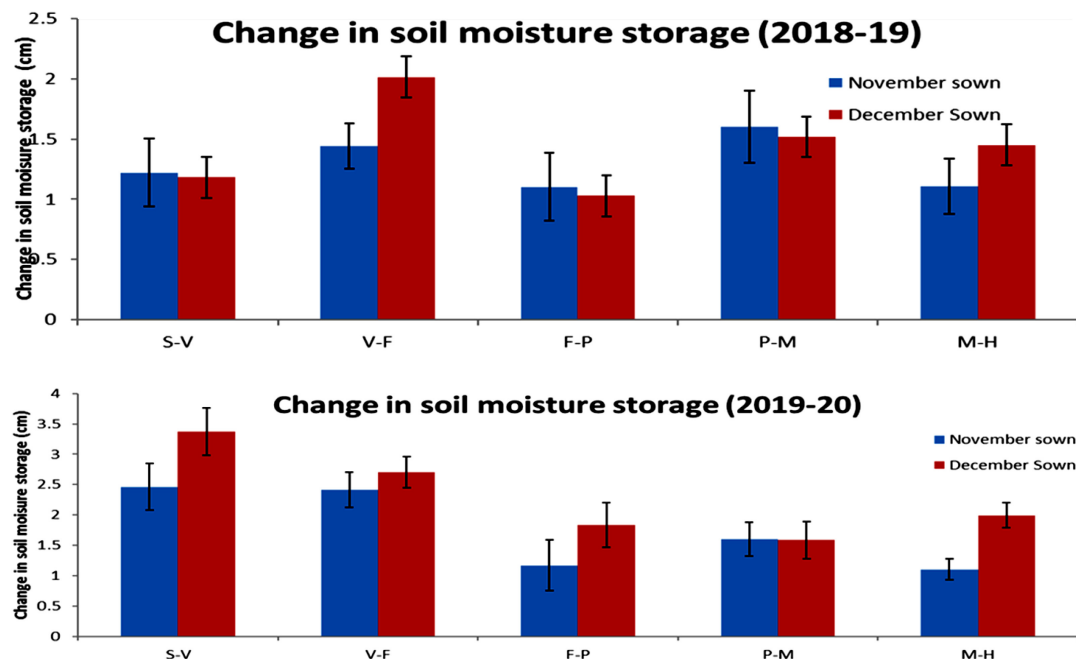 Change in soil moisture storage (2018-19)
Change in soil moisure storage (cm)
2.5
2
1.5
1
0.5
0
November sown
December Sown
S-V
V-F
F-P
P-M
M-H
Change in soil moisture storage (2019-20)
Change in soil moisure storage (cm)
4
3.5
3
2.5
2
1.5
1
0.5
0
November sown
December Sown
S-V
V-F
F-P
P-M
M-H